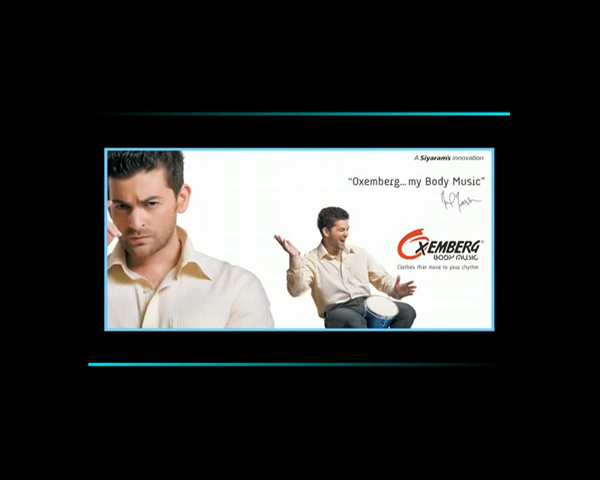 A Siyaram's innovation
"Oxemberg... my Body Music"
OXEMBERG®
BODY MUSIC
Clothes that move to your rhythm